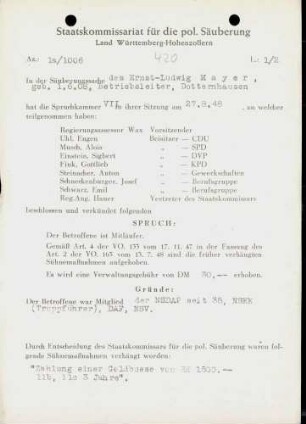 Staatskommissariat für die pol. Säuberung
Land Württemberg-Hohenzollern
Az.: 1a/1006 420 L: 1/2
In der Säuberungssache des Ernst-Ludwig M a y e r ,
geb. 1.6.08, Betriebsleiter, Dotternhausen
hat die Spruchkammer VII in ihrer Sitzung vom 27.9.48, an welcher
teilgenommen haben:
Regierungsassessor Wax Vorsitzender
Uhl, Eugen Beisitzer – CDU
Munsh, Alois „ – SPD
Einstein, Sigbert „ – DVP
Fink, Gottlieb „ – KPD
Steinacher, Anton „ – Gewerkschaften
Schneckenburger, Josef „ – Berufsgruppe
Schwarz, Emil „ – Berufsgruppe
Reg.Ang. Hauer Vertreter des Staatskommissars
beschlossen und verkündet folgenden
SPRUCH:
Der Betroffene ist Mitläufer.
Gemäß Art. 4 der VO. 133 vom 17. 11. 47 in der Fassung des
Art. 2 der VO. 165 vom 13. 7. 48 sind die früher verhängten
Sühnemaßnahmen aufgehoben.
Es wird eine Verwaltungsgebühr von DM 30,-- erhoben.
Gründe:
Der Betroffene war Mitglied der NSDAP seit 38, NSKK
(Truppführer), DAF, NSV.
Durch Entscheidung des Staatskommissars für die pol. Säuberung waren folgende Sühnemaßnahmen verhängt worden:
"Zahlung einer Geldbusse von RM 1500.--
11b, 11c 3 Jahre".